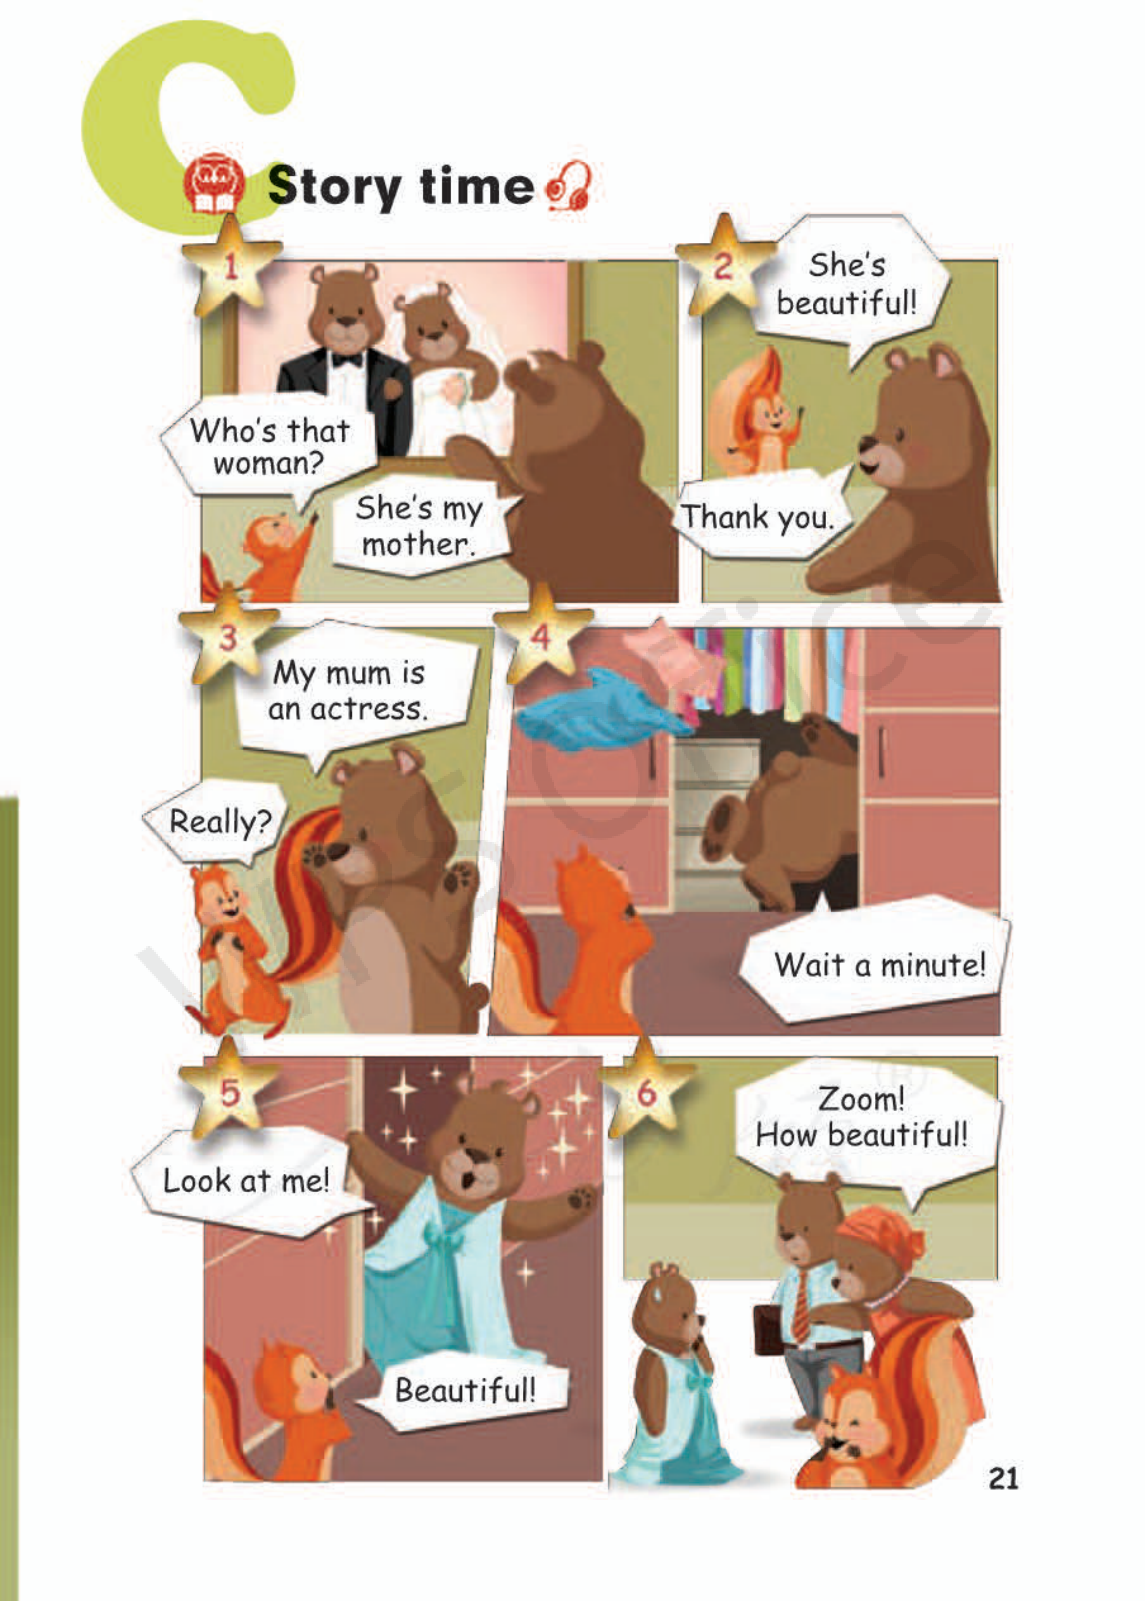 C
Story time
1
Who's that
woman?
She's my
mother.
2
She's
beautiful!
Thank you.
3
My mum is
an actress.
Really?
4
Wait a minute!
5
Look at me!
Beautiful!
6
Zoom!
How beautiful!
21